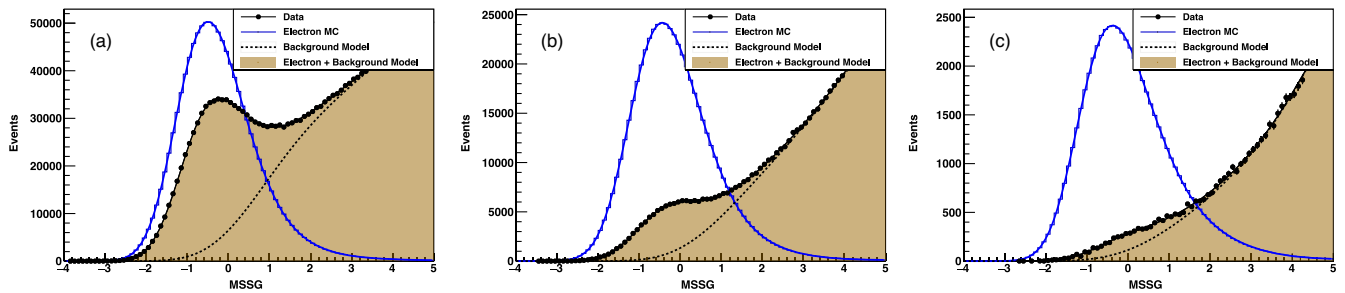 (a)
Data
Electron MC
Background Model
Electron + Background Model
Events
50000
40000
30000
20000
10000
0
−4 −3 −2 −1 0 1 2 3 4 5
MSSG
(b)
Data
Electron MC
Background Model
Electron + Background Model
Events
25000
20000
15000
10000
5000
0
−4 −3 −2 −1 0 1 2 3 4 5
MSSG
(c)
Data
Electron MC
Background Model
Electron + Background Model
Events
2500
2000
1500
1000
500
0
−4 −3 −2 −1 0 1 2 3 4 5
MSSG